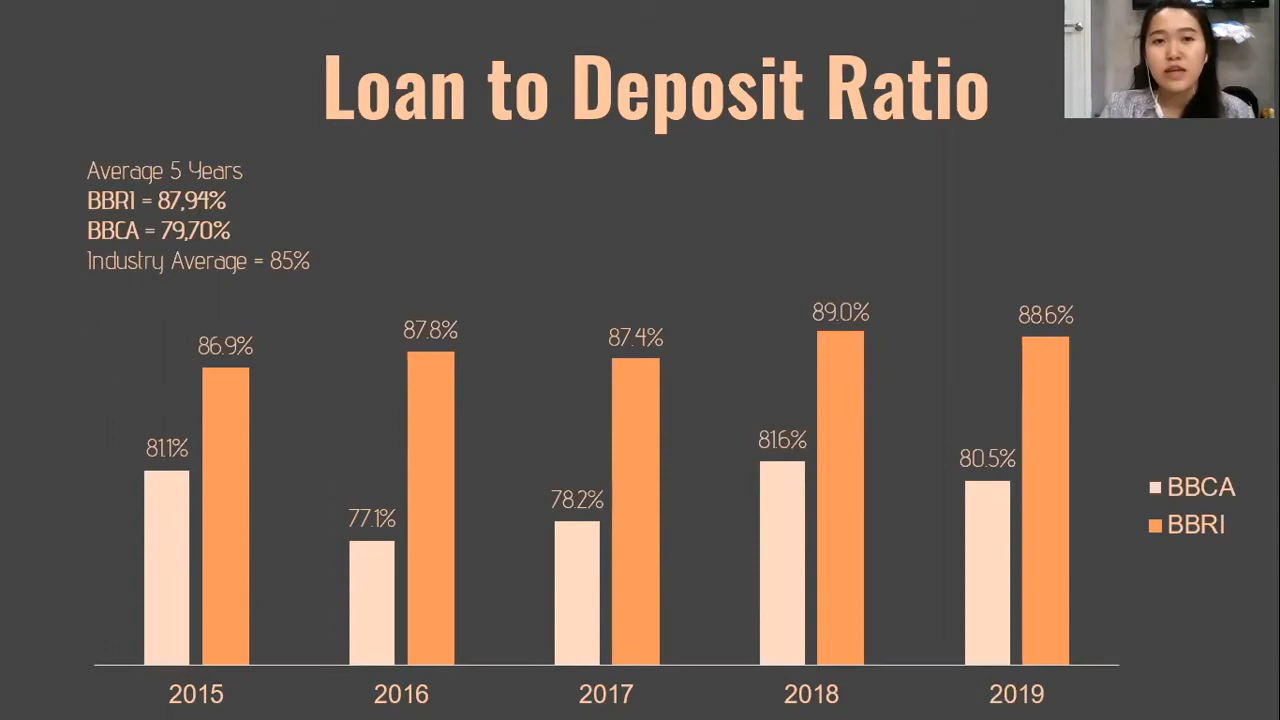 Loan to Deposit Ratio
Average 5 Years
BBRI = 87,94%
BBCA = 79,70%
Industry Average = 85%
81.1%
86.9%
77.1%
87.8%
78.2%
87.4%
81.6%
89.0%
80.5%
88.6%
BBCA
BBRI
2015
2016
2017
2018
2019